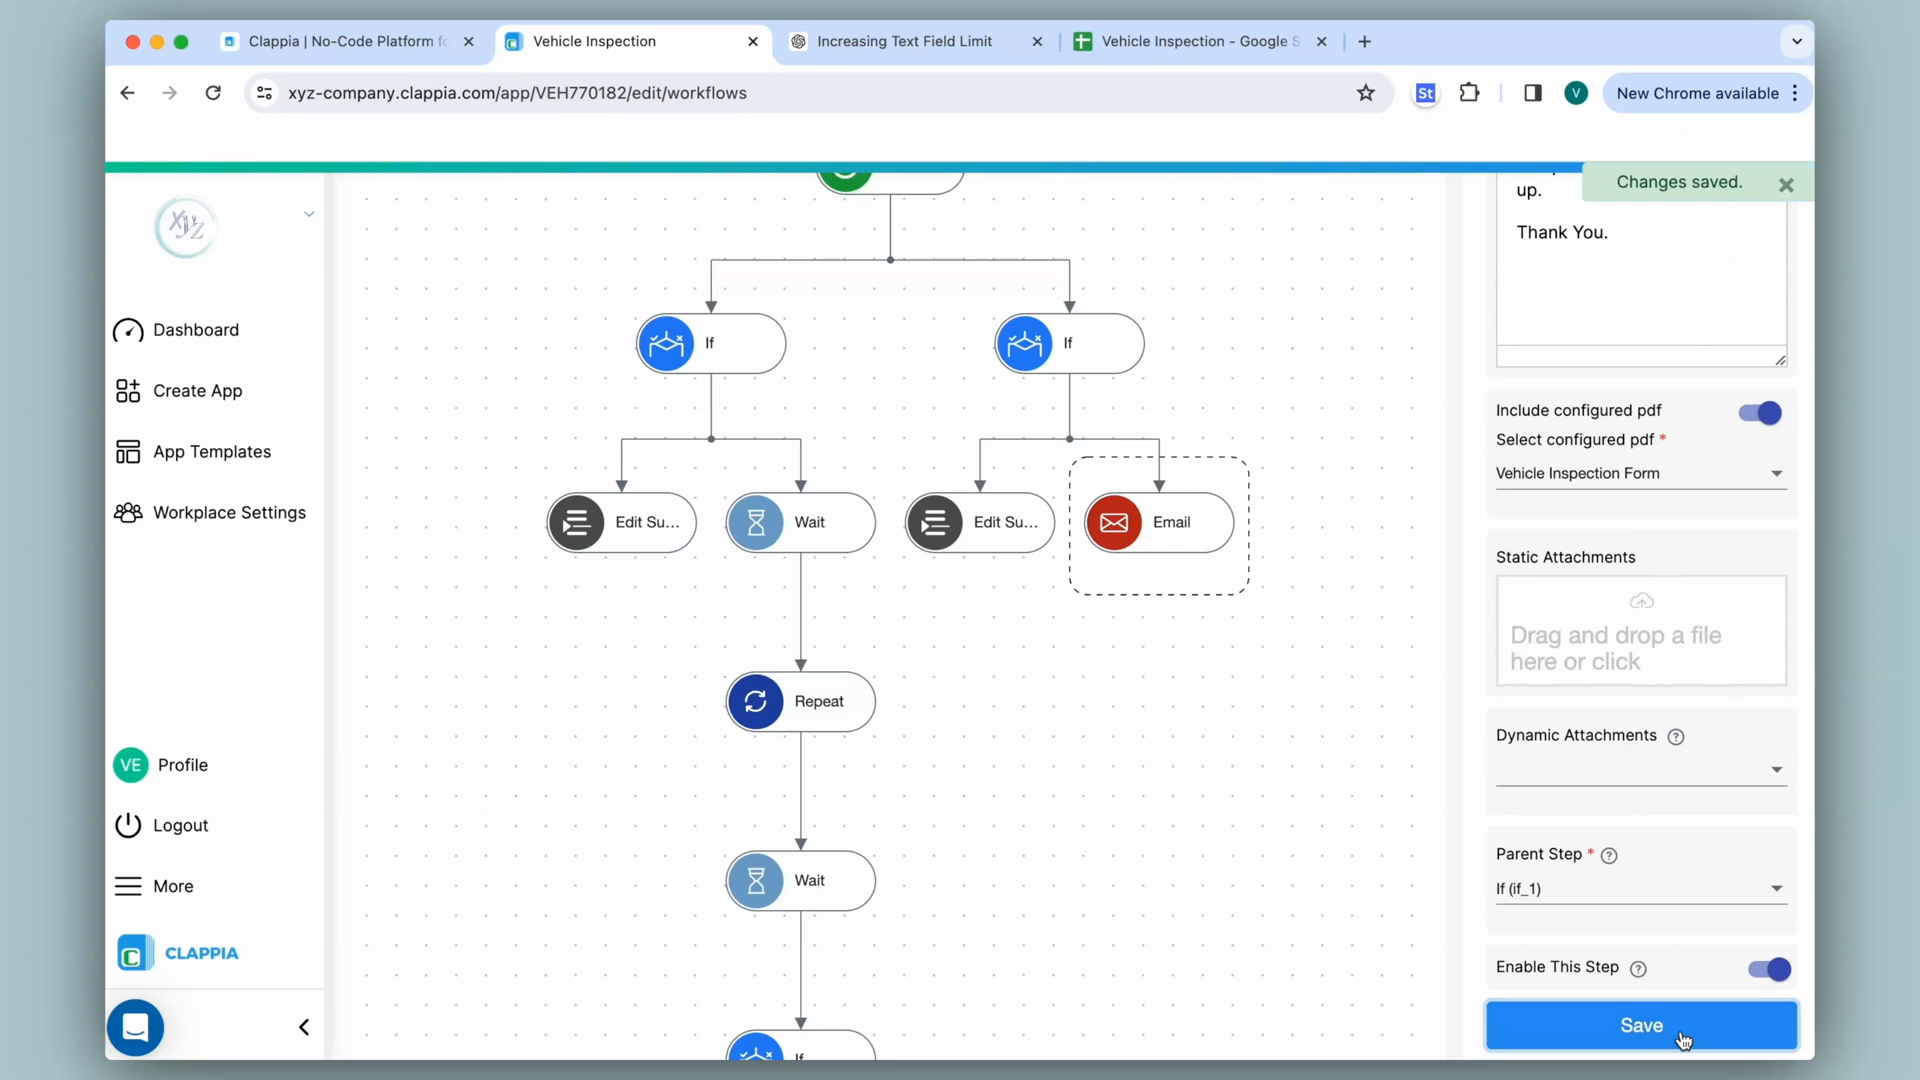 Clappia | No-Code Platform fo
Vehicle Inspection
Increasing Text Field Limit
Vehicle Inspection - Google S
xyz-company.clappia.com/app/VEH770182/edit/workflows
St
V
New Chrome available
Changes saved.
up.
Thank You.
xyz
Dashboard
Create App
App Templates
Workplace Settings
VE Profile
Logout
More
CLAPPIA
If
If
Edit Su...
Wait
Edit Su...
Email
Repeat
Wait
If
Include configured pdf
Select configured pdf *
Vehicle Inspection Form
Static Attachments
Drag and drop a file
here or click
Dynamic Attachments ?
Parent Step * ?
If (if_1)
Enable This Step ?
Save